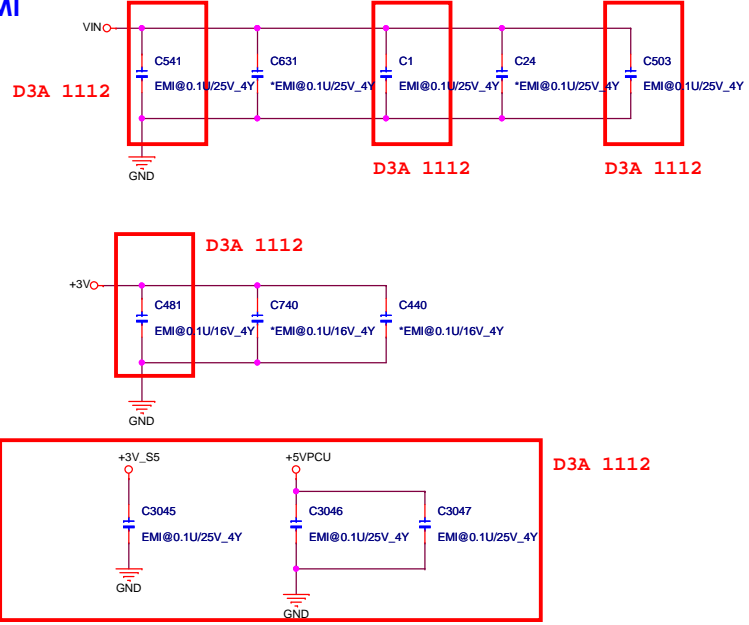 MI
VIN
C541
C631
C1
C24
C503
EMI@0.1U/25V_4Y
*EMI@0.1U/25V_4Y
EMI@0.1U/25V_4Y
*EMI@0.1U/25V_4Y
EMI@0.1U/25V_4Y
D3A 1112
GND
D3A 1112
D3A 1112
D3A 1112
+3V
C481
C740
C440
EMI@0.1U/16V_4Y
*EMI@0.1U/16V_4Y
*EMI@0.1U/16V_4Y
GND
+3V_S5
+5VPCU
D3A 1112
C3045
C3046
C3047
EMI@0.1U/25V_4Y
EMI@0.1U/25V_4Y
EMI@0.1U/25V_4Y
GND
GND